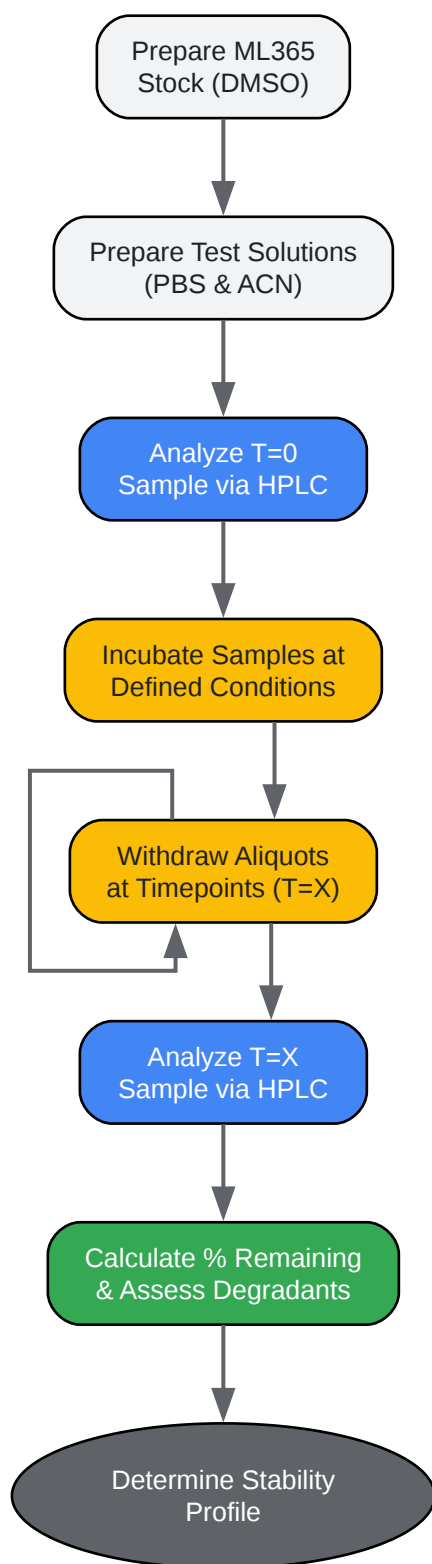 Prepare ML365
Stock (DMSO)
Prepare Test Solutions
(PBS & ACN)
Analyze T=0
Sample via HPLC
Incubate Samples at
Defined Conditions
Withdraw Aliquots
at Timepoints (T=X)
Analyze T=X
Sample via HPLC
Calculate % Remaining
& Assess Degradants
Determine Stability
Profile